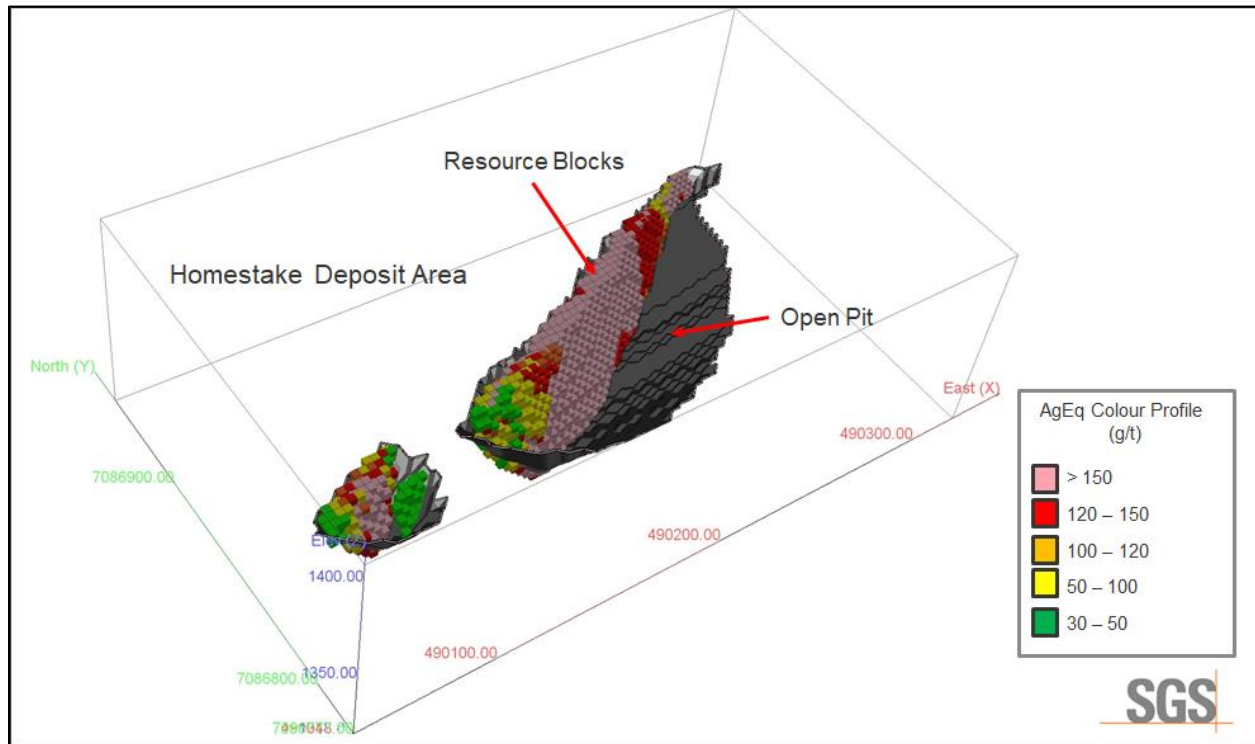 Resource Blocks
Homestake Deposit Area
Open Pit
North (Y)
East (X)
7086900.00
490300.00
490200.00
1400.00
490100.00
1350.00
7086800.00
AgEq Colour Profile
(g/t)
> 150
120 – 150
100 – 120
50 – 100
30 – 50
SGS